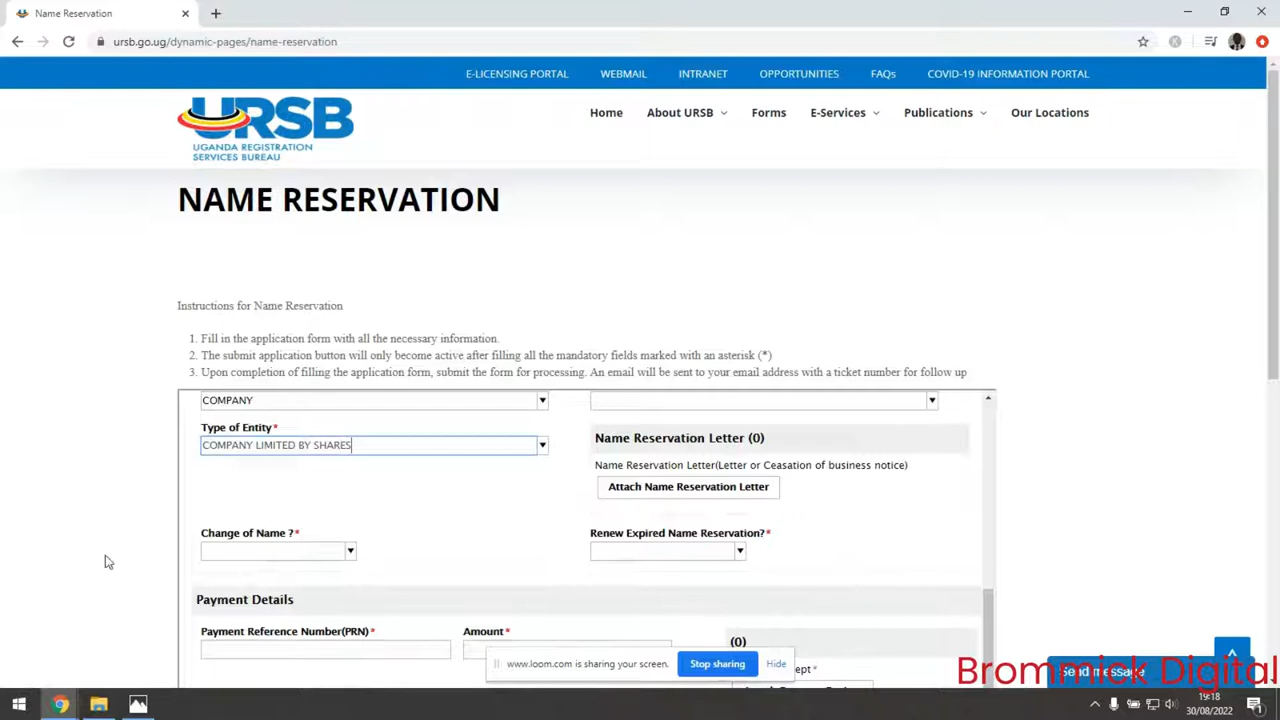 Name Reservation
ursb.go.ug/dynamic-pages/name-reservation
E-LICENSING PORTAL WEBMAIL INTRANET OPPORTUNITIES FAQs COVID-19 INFORMATION PORTAL
URSB
UGANDA REGISTRATION
SERVICES BUREAU
Home About URSB Forms E-Services Publications Our Locations
NAME RESERVATION
Instructions for Name Reservation
1. Fill in the application form with all the necessary information.
2. The submit application button will only become active after filling all the mandatory fields marked with an asterisk (*)
3. Upon completion of filling the application form, submit the form for processing. An email will be sent to your email address with a ticket number for follow up
COMPANY
Type of Entity*
COMPANY LIMITED BY SHARES
Name Reservation Letter (0)
Name Reservation Letter(Letter or Ceasation of business notice)
Attach Name Reservation Letter
Change of Name ?* Renew Expired Name Reservation?*
Payment Details
Payment Reference Number(PRN)* Amount* (0)
www.loom.com is sharing your screen. Stop sharing Hide
Send message
Brommick Digital
19:18
30/08/2022